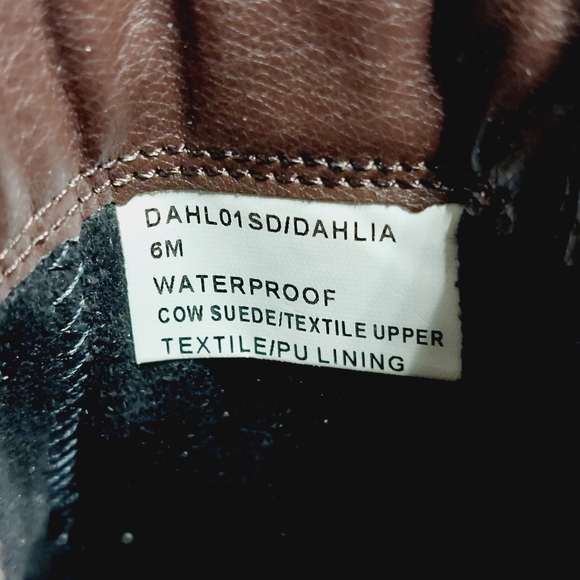 DAHL01SD/DAHLIA
6M
WATERPROOF
COW SUEDE/TEXTILE UPPER
TEXTILE/PU LINING